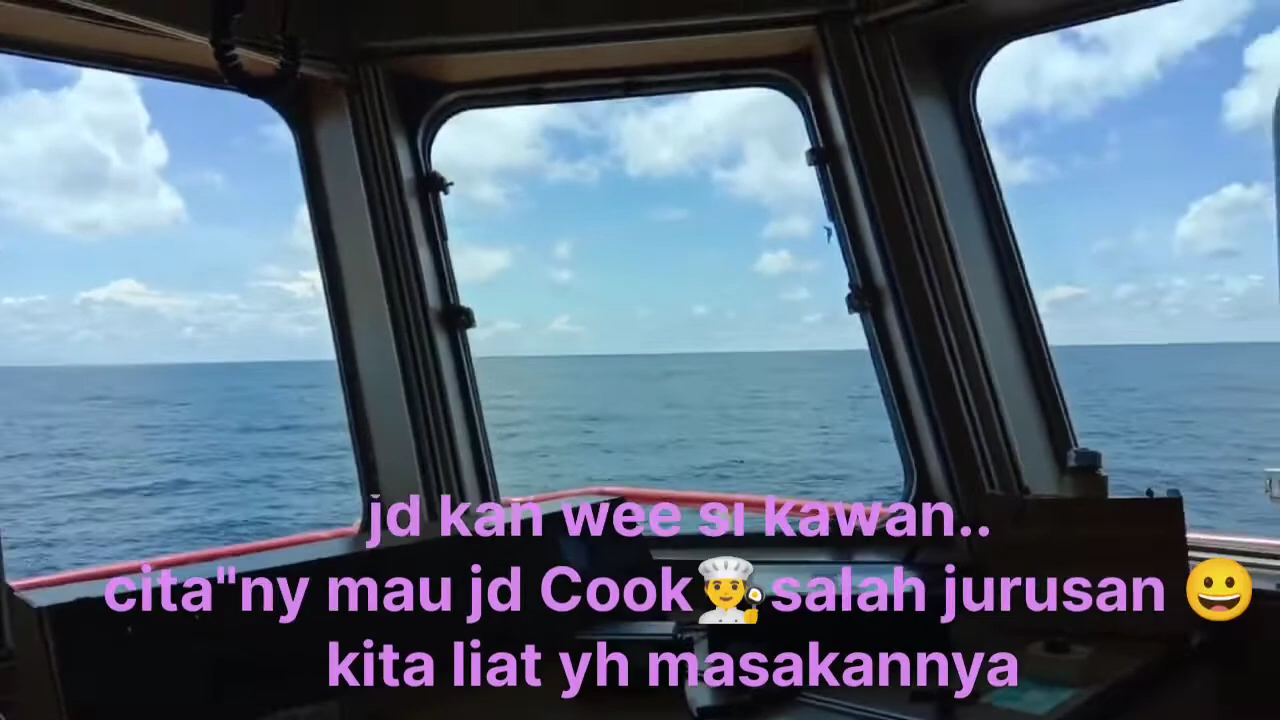 jd kan wee si kawan..
cita"ny mau jd Cook👨‍🍳salah jurusan 😀
kita liat yh masakannya